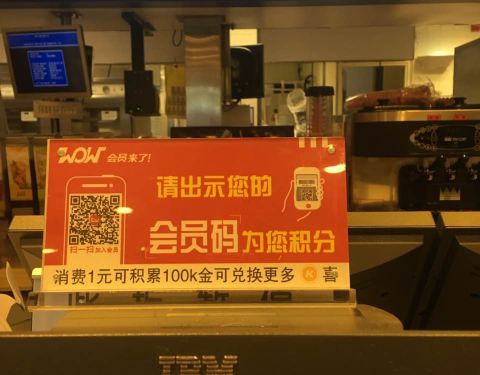 WOW 会员来了!
请出示您的
会员码为您积分
扫一扫加入会员
消费1元可积累100k金可兑换更多 K 喜